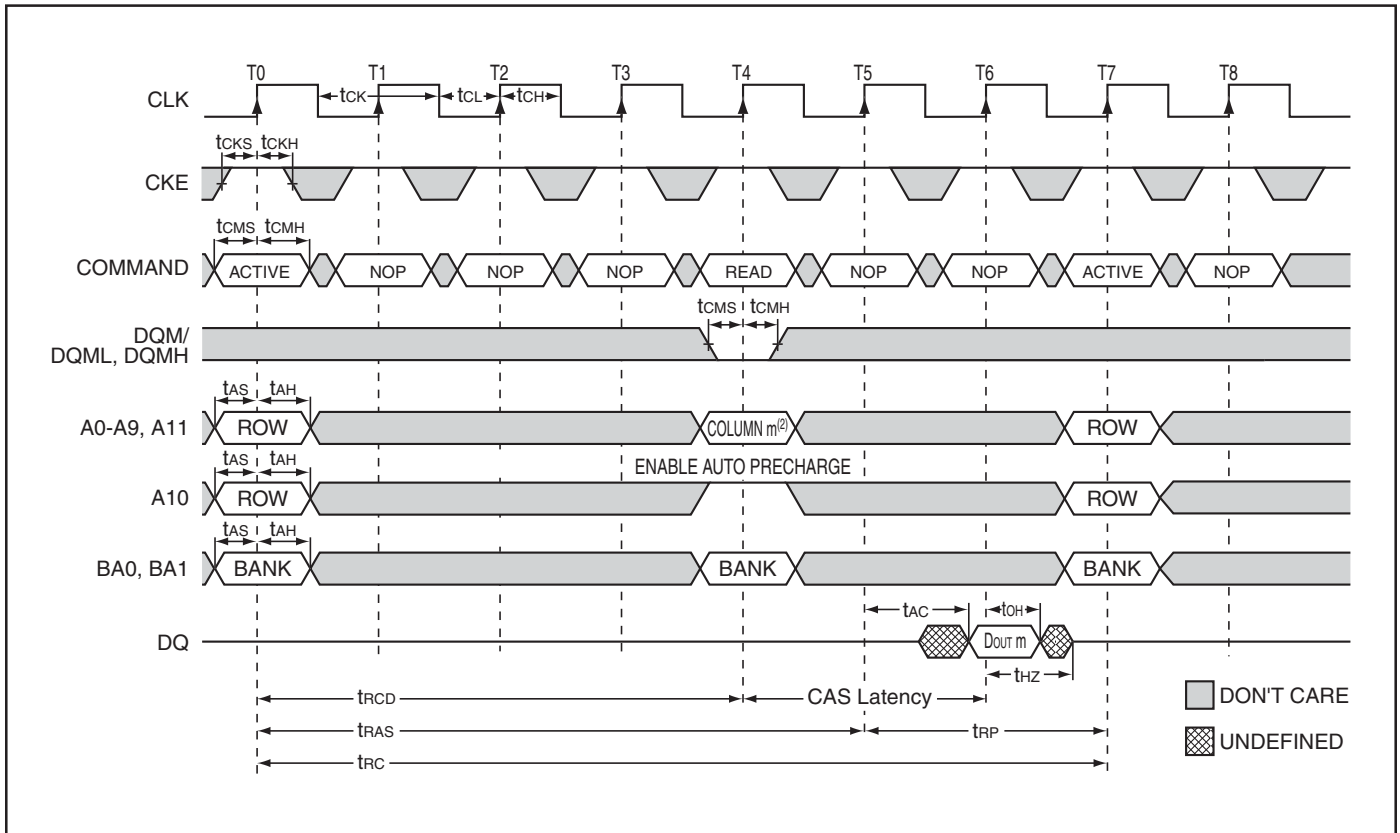 T0 T1 T2 T3 T4 T5 T6 T7 T8
CLK tCK tCL tCH
tCKS tCKH
CKE
tCMS tCMH
COMMAND ACTIVE NOP NOP NOP READ NOP NOP ACTIVE NOP
tCMS tCMH
DQM/
DQML, DQMH
tAS tAH
A0-A9, A11 ROW COLUMN m(2) ROW
tAS tAH ENABLE AUTO PRECHARGE
A10 ROW ROW
tAS tAH
BA0, BA1 BANK BANK BANK
tAC tOH
DQ DOUT m
tHZ
tRCD CAS Latency
DON'T CARE
tRAS tRP
UNDEFINED
tRC